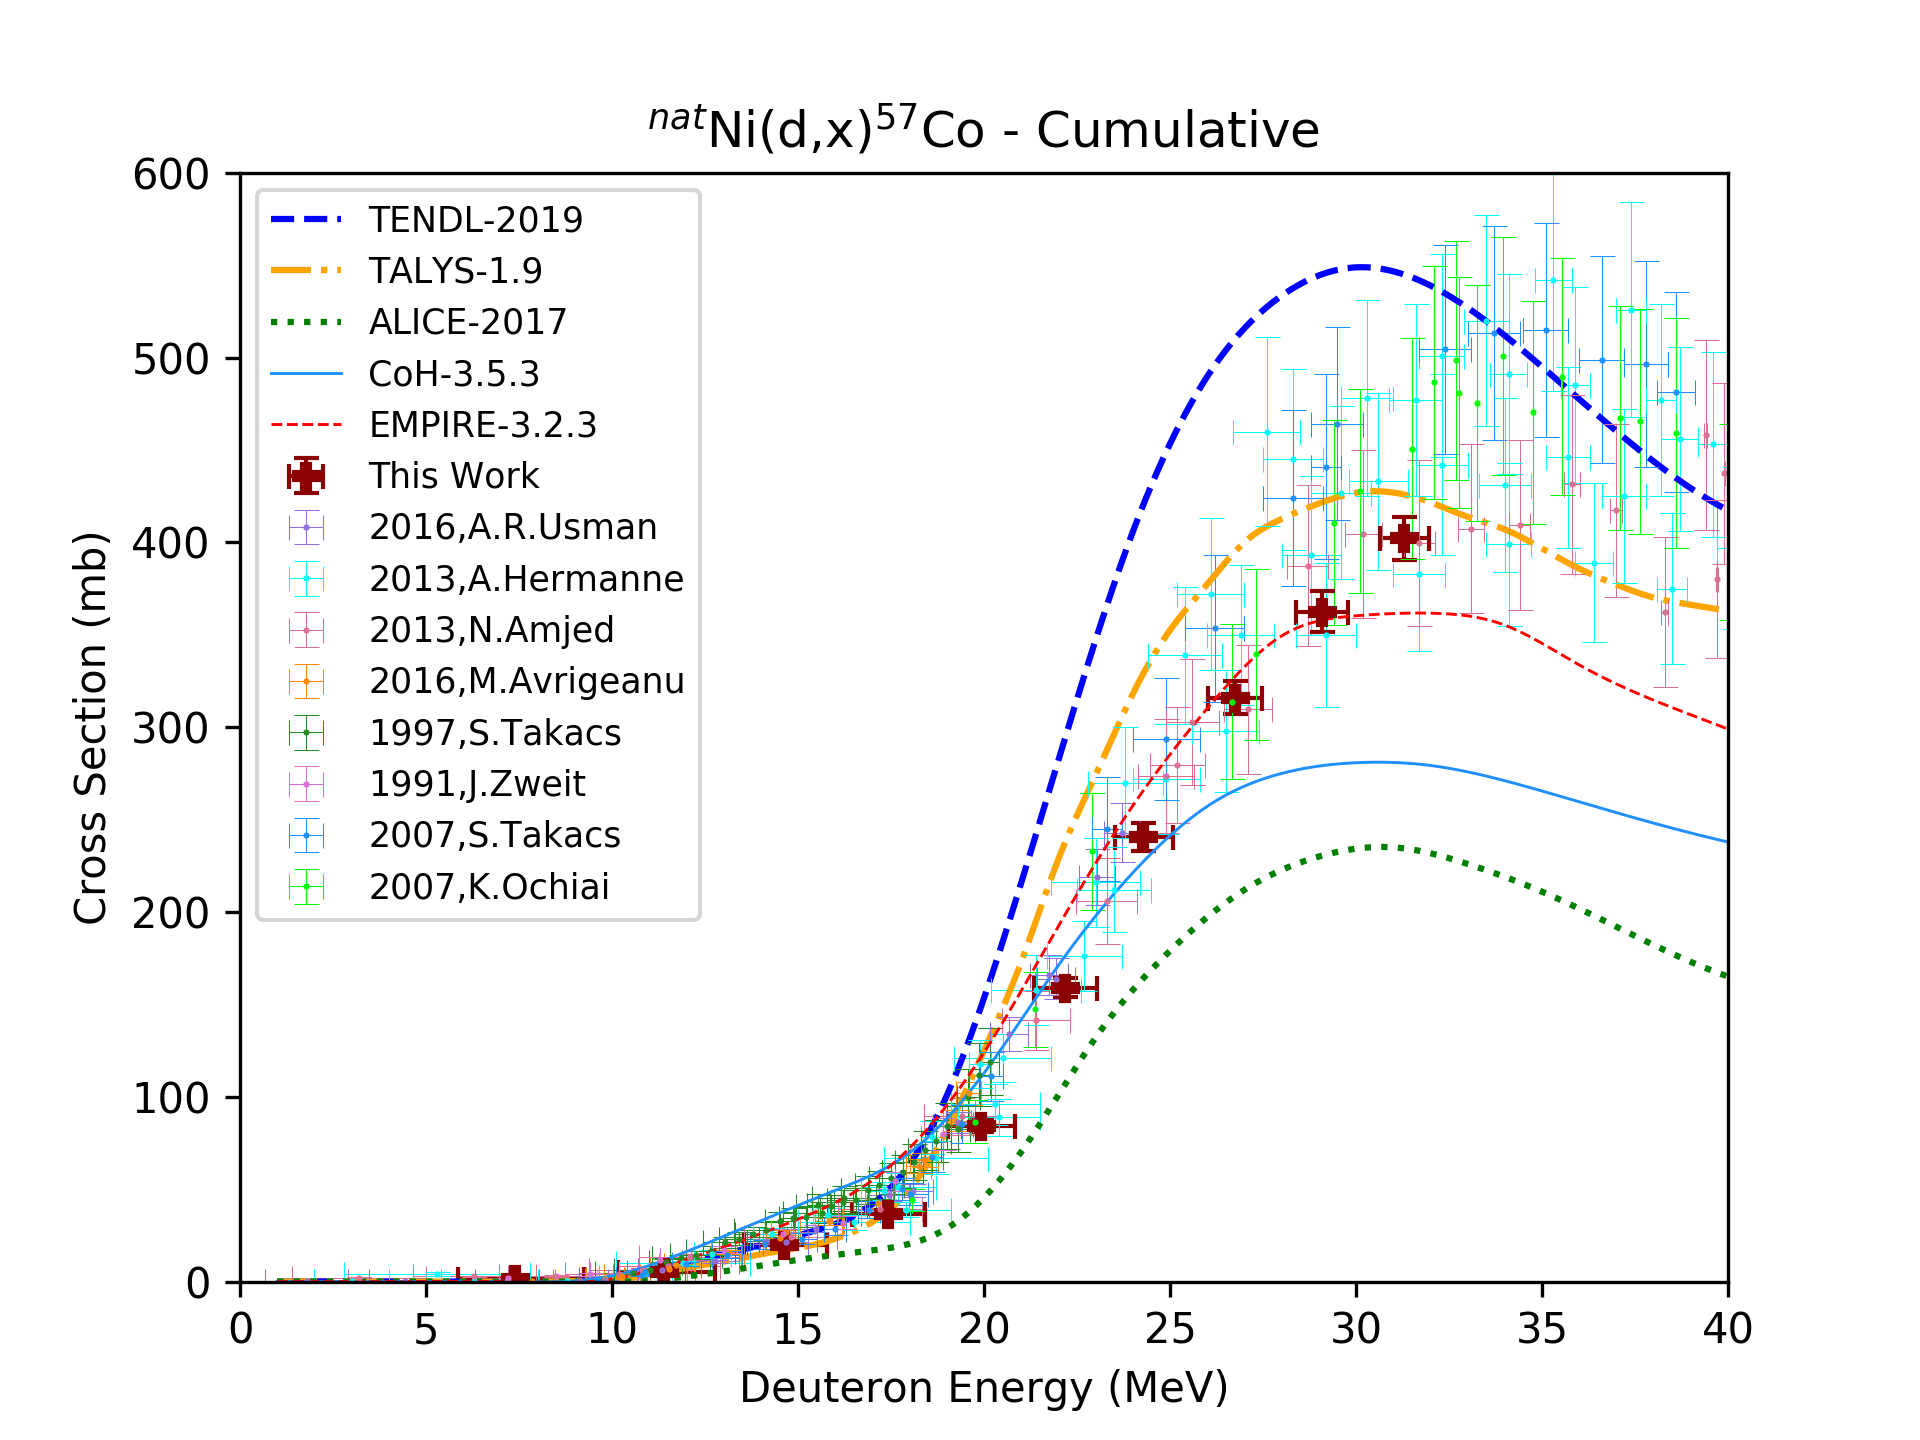 natNi(d,x)57Co - Cumulative
600
500
400
300
200
100
0
Cross Section (mb)
TENDL-2019
TALYS-1.9
ALICE-2017
CoH-3.5.3
EMPIRE-3.2.3
This Work
2016,A.R.Usman
2013,A.Hermanne
2013,N.Amjed
2016,M.Avrigeanu
1997,S.Takacs
1991,J.Zweit
2007,S.Takacs
2007,K.Ochiai
0 5 10 15 20 25 30 35 40
Deuteron Energy (MeV)